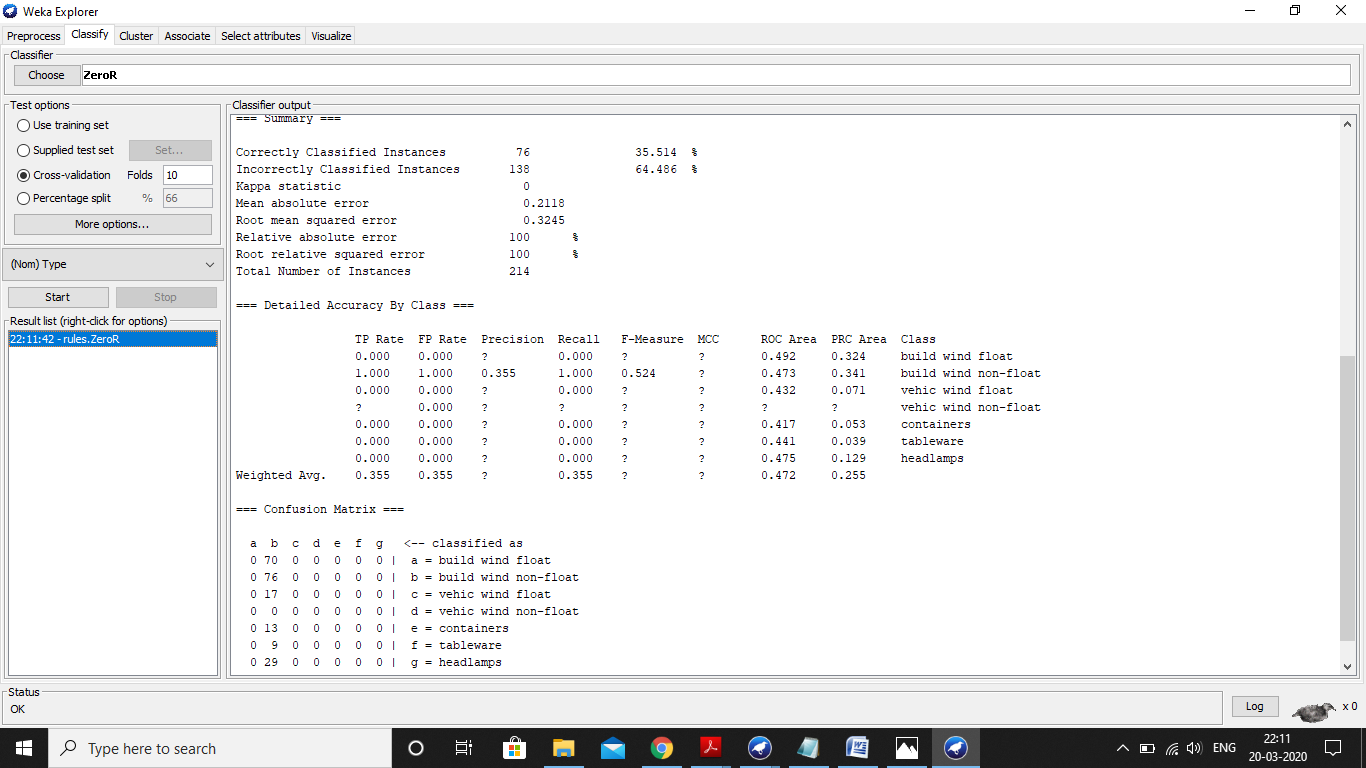 Weka Explorer
Preprocess Classify Cluster Associate Select attributes Visualize
Classifier
Choose ZeroR
Test options
Use training set
Supplied test set Set...
Cross-validation Folds 10
Percentage split % 66
More options...
(Nom) Type
Start Stop
Result list (right-click for options)
22:11:42 - rules.ZeroR
Classifier output
=== Summary ===
Correctly Classified Instances 76 35.514 %
Incorrectly Classified Instances 138 64.486 %
Kappa statistic 0
Mean absolute error 0.2118
Root mean squared error 0.3245
Relative absolute error 100 %
Root relative squared error 100 %
Total Number of Instances 214
=== Detailed Accuracy By Class ===
TP Rate FP Rate Precision Recall F-Measure MCC ROC Area PRC Area Class
0.000 0.000 ? 0.000 ? ? 0.492 0.324 build wind float
1.000 1.000 0.355 1.000 0.524 ? 0.473 0.341 build wind non-float
0.000 0.000 ? 0.000 ? ? 0.432 0.071 vehic wind float
? 0.000 ? ? ? ? ? ? vehic wind non-float
0.000 0.000 ? 0.000 ? ? 0.417 0.053 containers
0.000 0.000 ? 0.000 ? ? 0.441 0.039 tableware
0.000 0.000 ? 0.000 ? ? 0.475 0.129 headlamps
Weighted Avg. 0.355 0.355 ? 0.355 ? ? 0.472 0.255
=== Confusion Matrix ===
a b c d e f g <-- classified as
0 70 0 0 0 0 0 | a = build wind float
0 76 0 0 0 0 0 | b = build wind non-float
0 17 0 0 0 0 0 | c = vehic wind float
0 0 0 0 0 0 0 | d = vehic wind non-float
0 13 0 0 0 0 0 | e = containers
0 9 0 0 0 0 0 | f = tableware
0 29 0 0 0 0 0 | g = headlamps
Status
OK
Log x 0
Type here to search
ENG
22:11
20-03-2020